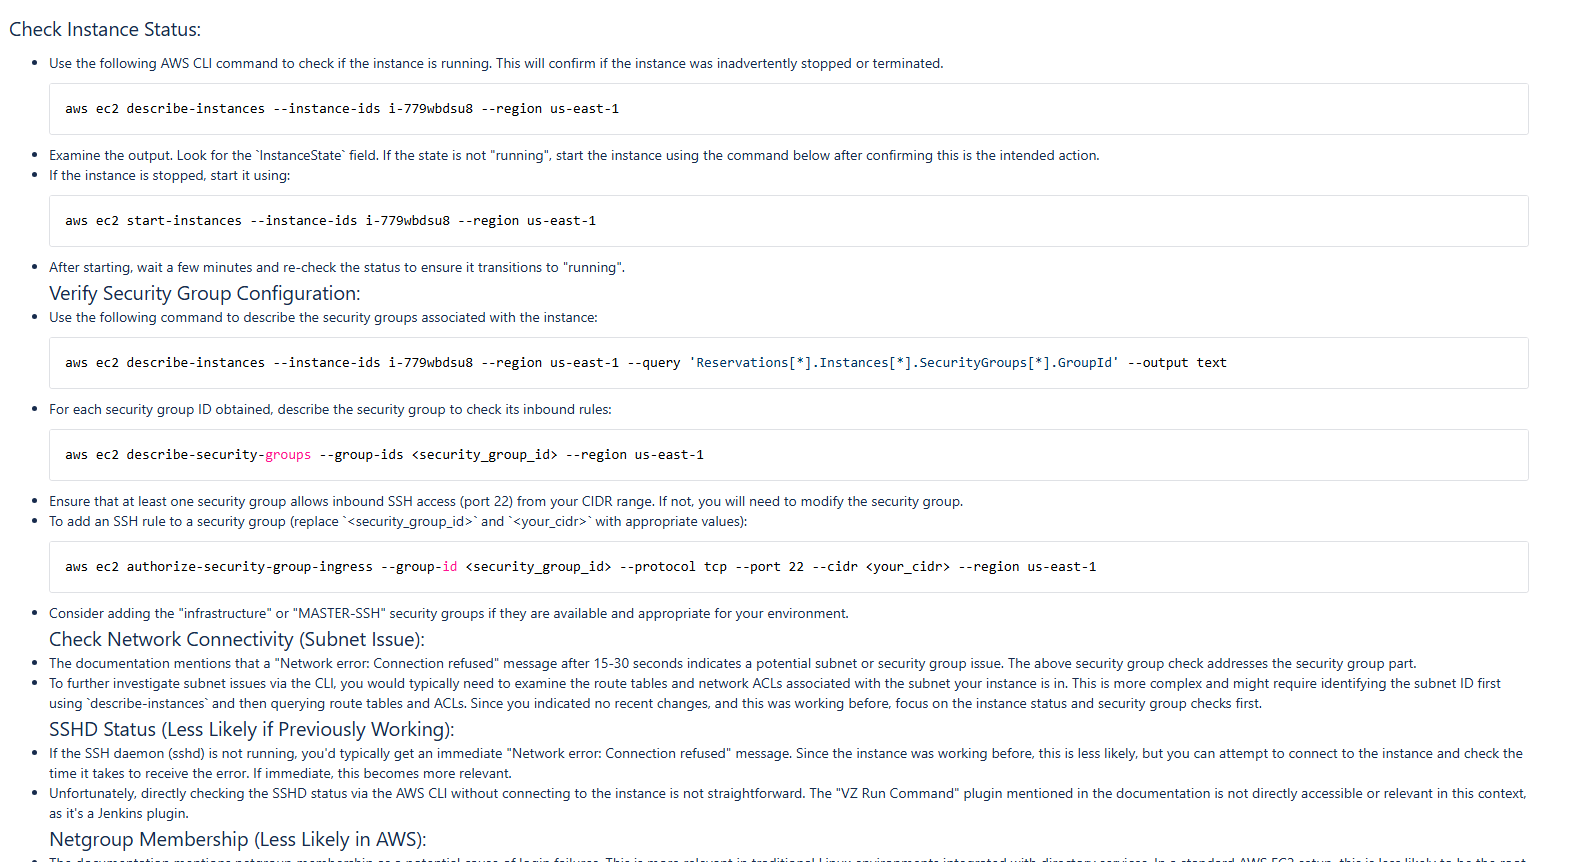 Check Instance Status:
Use the following AWS CLI command to check if the instance is running. This will confirm if the instance was inadvertently stopped or terminated.
aws ec2 describe-instances --instance-ids i-779wbdsu8 --region us-east-1
Examine the output. Look for the `InstanceState` field. If the state is not "running", start the instance using the command below after confirming this is the intended action.
If the instance is stopped, start it using:
aws ec2 start-instances --instance-ids i-779wbdsu8 --region us-east-1
After starting, wait a few minutes and re-check the status to ensure it transitions to "running".
Verify Security Group Configuration:
Use the following command to describe the security groups associated with the instance:
aws ec2 describe-instances --instance-ids i-779wbdsu8 --region us-east-1 --query 'Reservations[*].Instances[*].SecurityGroups[*].GroupId' --output text
For each security group ID obtained, describe the security group to check its inbound rules:
aws ec2 describe-security-groups --group-ids <security_group_id> --region us-east-1
Ensure that at least one security group allows inbound SSH access (port 22) from your CIDR range. If not, you will need to modify the security group.
To add an SSH rule to a security group (replace `<security_group_id>` and `<your_cidr>` with appropriate values):
aws ec2 authorize-security-group-ingress --group-id <security_group_id> --protocol tcp --port 22 --cidr <your_cidr> --region us-east-1
Consider adding the "infrastructure" or "MASTER-SSH" security groups if they are available and appropriate for your environment.
Check Network Connectivity (Subnet Issue):
The documentation mentions that a "Network error: Connection refused" message after 15-30 seconds indicates a potential subnet or security group issue. The above security group check addresses the security group part.
To further investigate subnet issues via the CLI, you would typically need to examine the route tables and network ACLs associated with the subnet your instance is in. This is more complex and might require identifying the subnet ID first
using `describe-instances` and then querying route tables and ACLs. Since you indicated no recent changes, and this was working before, focus on the instance status and security group checks first.
SSHD Status (Less Likely if Previously Working):
If the SSH daemon (sshd) is not running, you'd typically get an immediate "Network error: Connection refused" message. Since the instance was working before, this is less likely, but you can attempt to connect to the instance and check the
time it takes to receive the error. If immediate, this becomes more relevant.
Unfortunately, directly checking the SSHD status via the AWS CLI without connecting to the instance is not straightforward. The "VZ Run Command" plugin mentioned in the documentation is not directly accessible or relevant in this context,
as it's a Jenkins plugin.
Netgroup Membership (Less Likely in AWS):